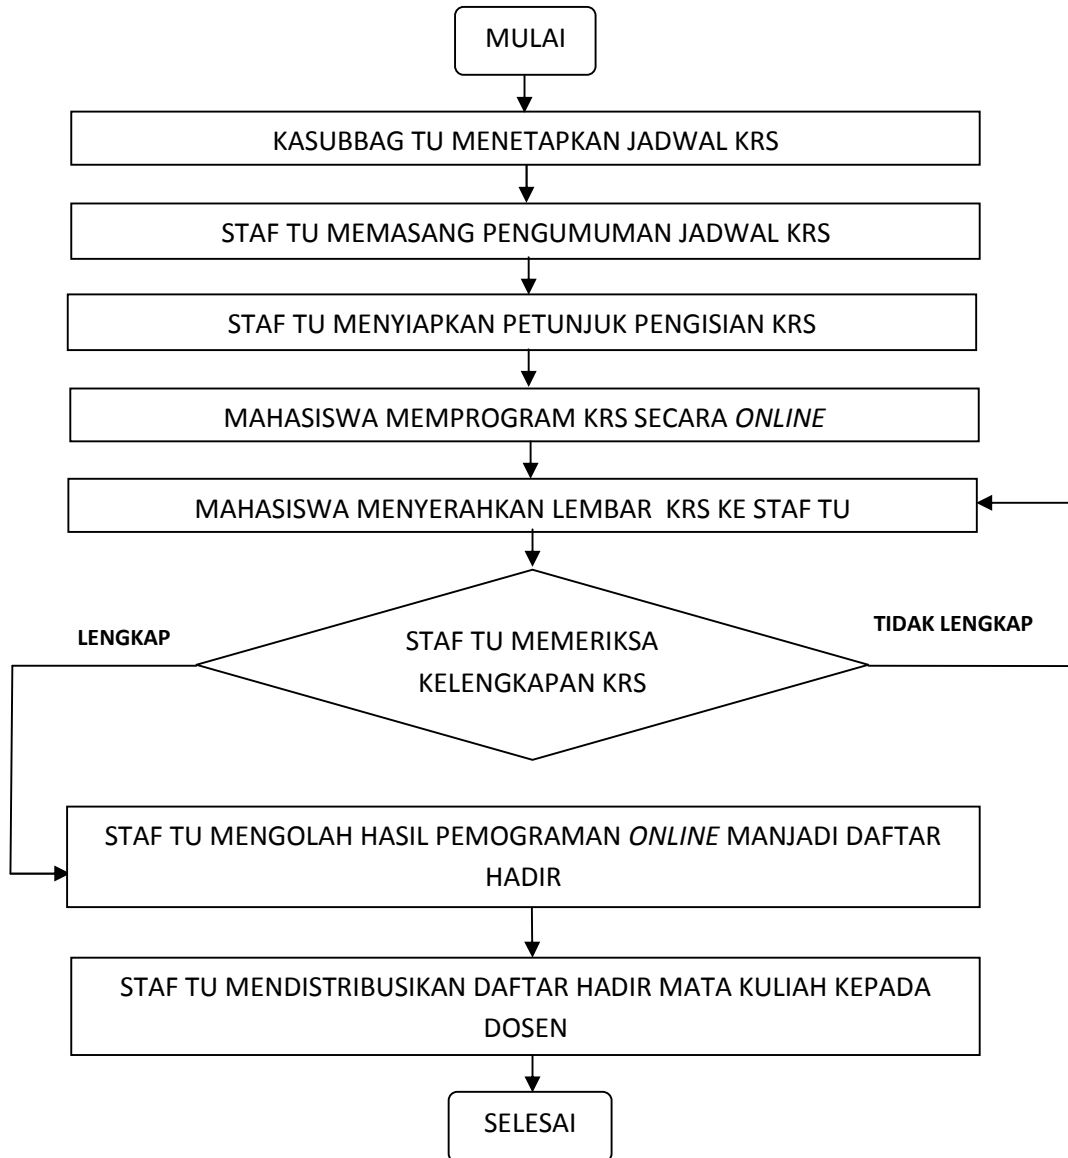 MULAI
KASUBBAG TU MENETAPKAN JADWAL KRS
STAF TU MEMASANG PENGUMUMAN JADWAL KRS
STAF TU MENYIAPKAN PETUNJUK PENGISIAN KRS
MAHASISWA MEMPROGRAM KRS SECARA ONLINE
MAHASISWA MENYERAHKAN LEMBAR KRS KE STAF TU
LENGKAP
STAF TU MEMERIKSA
KELENGKAPAN KRS
TIDAK LENGKAP
STAF TU MENGOLAH HASIL PEMOGRAMAN ONLINE MANJADI DAFTAR
HADIR
STAF TU MENDISTRIBUSIKAN DAFTAR HADIR MATA KULIAH KEPADA
DOSEN
SELESAI